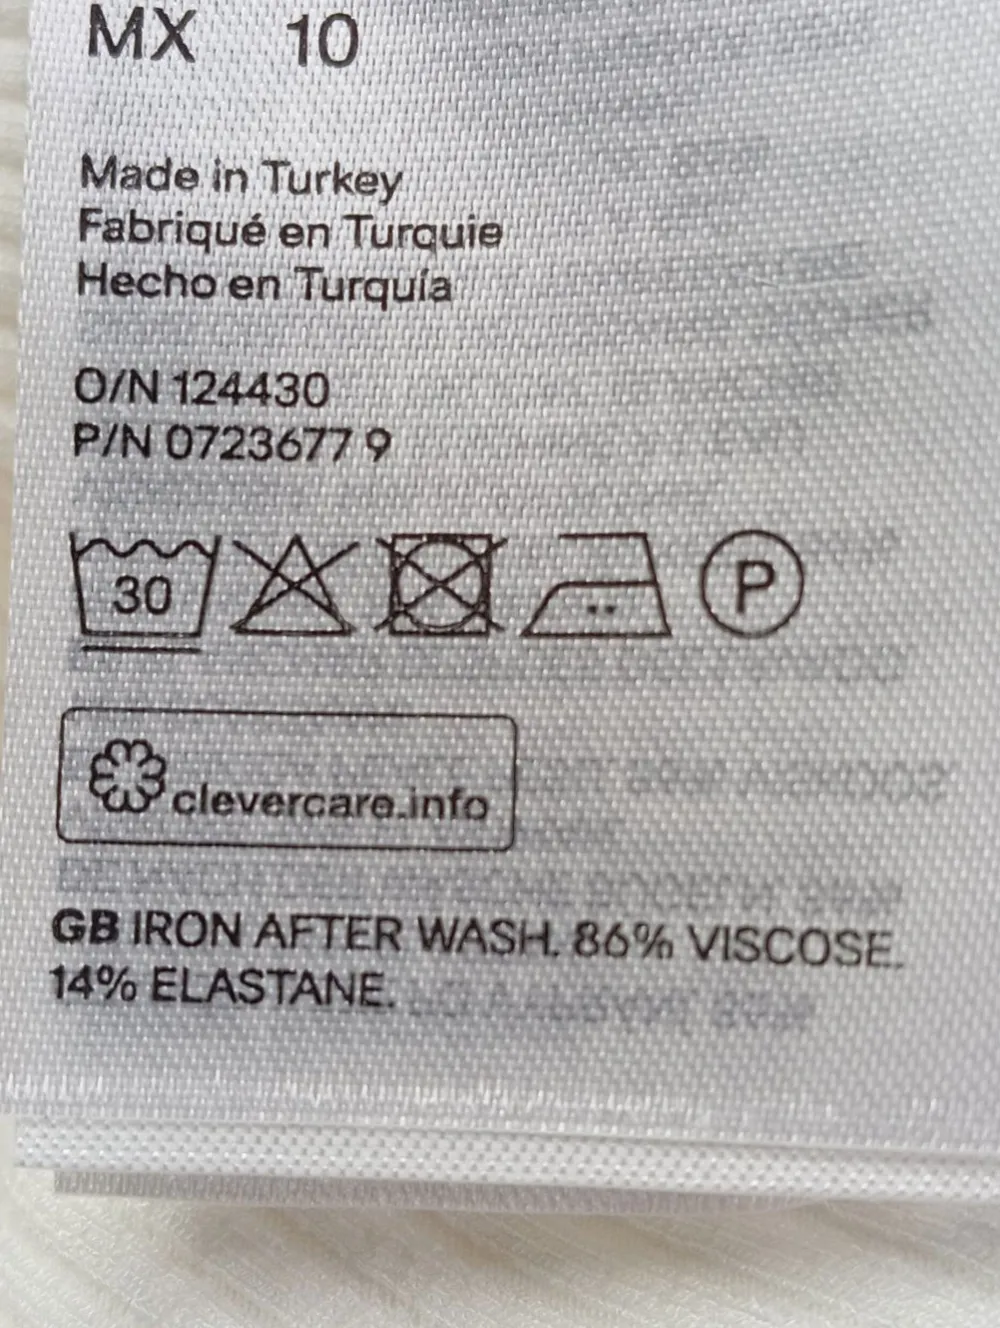 MX 10
Made in Turkey
Fabriqué en Turquie
Hecho en Turquía
O/N 124430
P/N 0723677 9
30
P
clevercare.info
GB IRON AFTER WASH. 86% VISCOSE.
14% ELASTANE.